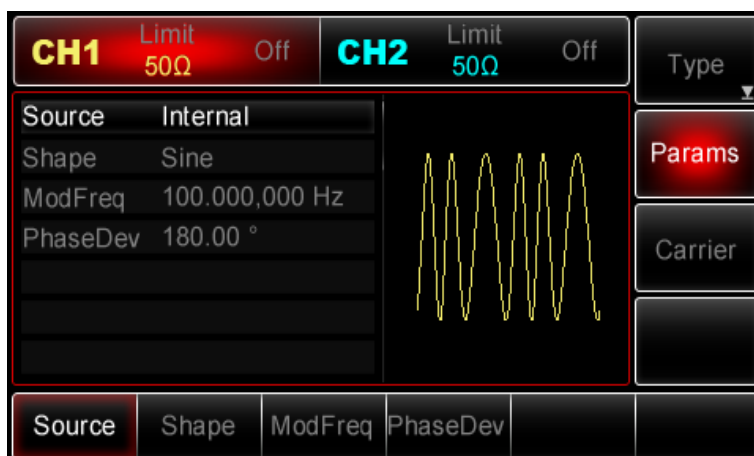 CH1 Limit 50Ω Off CH2 Limit 50Ω Off
Type
Source Internal
Shape Sine
ModFreq 100.000,000 Hz
PhaseDev 180.00 °
Params
Carrier
Source Shape ModFreq PhaseDev